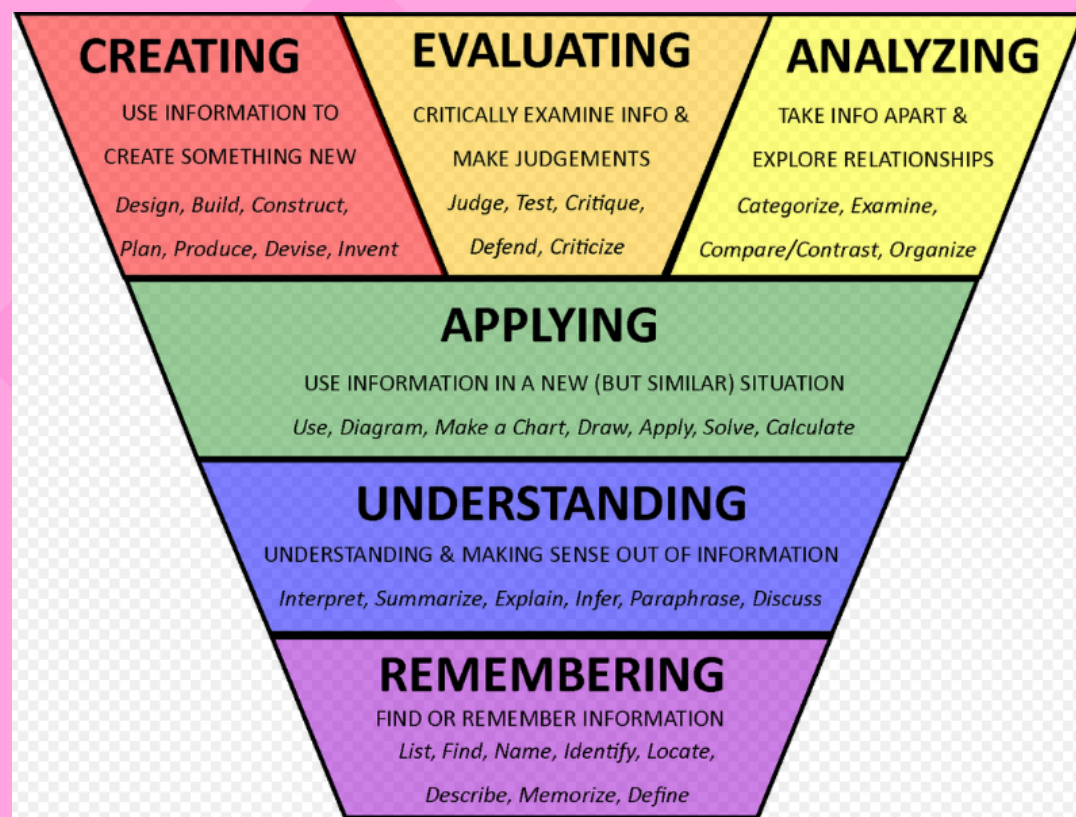 CREATING
USE INFORMATION TO
CREATE SOMETHING NEW
Design, Build, Construct,
Plan, Produce, Devise, Invent
EVALUATING
CRITICALLY EXAMINE INFO &
MAKE JUDGEMENTS
Judge, Test, Critique,
Defend, Criticize
ANALYZING
TAKE INFO APART &
EXPLORE RELATIONSHIPS
Categorize, Examine,
Compare/Contrast, Organize
APPLYING
USE INFORMATION IN A NEW (BUT SIMILAR) SITUATION
Use, Diagram, Make a Chart, Draw, Apply, Solve, Calculate
UNDERSTANDING
UNDERSTANDING & MAKING SENSE OUT OF INFORMATION
Interpret, Summarize, Explain, Infer, Paraphrase, Discuss
REMEMBERING
FIND OR REMEMBER INFORMATION
List, Find, Name, Identify, Locate,
Describe, Memorize, Define